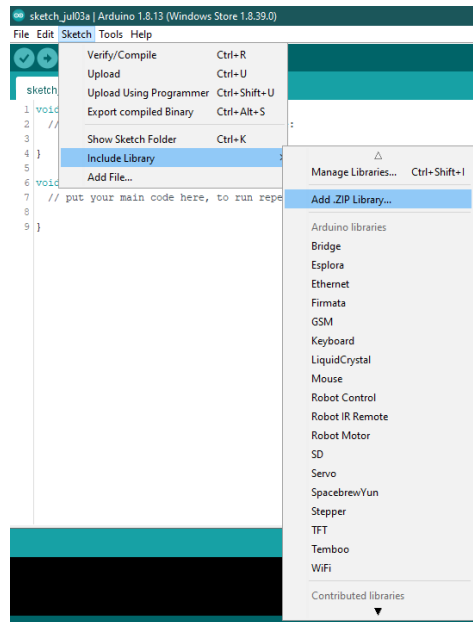 sketch_jul03a | Arduino 1.8.13 (Windows Store 1.8.39.0)
File Edit Sketch Tools Help
Verify/Compile Ctrl+R
Upload Ctrl+U
Upload Using Programmer Ctrl+Shift+U
Export compiled Binary Ctrl+Alt+S
Show Sketch Folder Ctrl+K
Include Library
Add File...
sketch
1 void
2 // :
3
4 }
5
6 void
7 // put your main code here, to run repe
8
9 }
Manage Libraries... Ctrl+Shift+I
Add .ZIP Library...
Arduino libraries
Bridge
Esplora
Ethernet
Firmata
GSM
Keyboard
LiquidCrystal
Mouse
Robot Control
Robot IR Remote
Robot Motor
SD
Servo
SpacebrewYun
Stepper
TFT
Temboo
WiFi
Contributed libraries